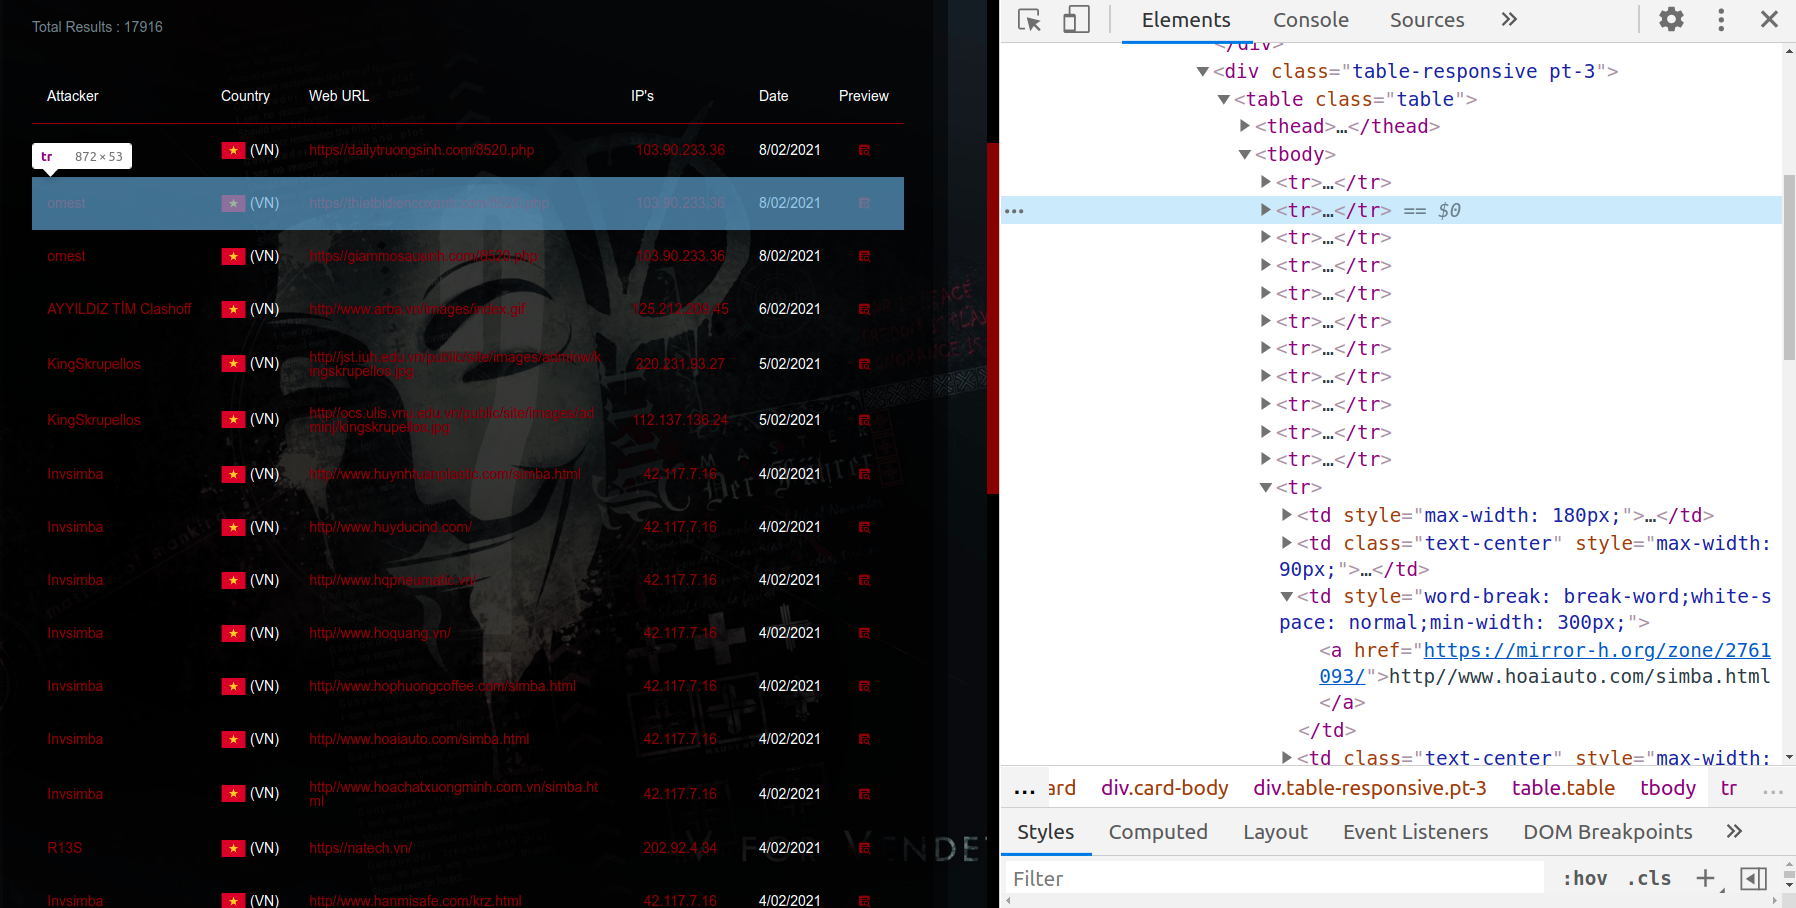 Total Results : 17916
Attacker Country Web URL IP's Date Preview
tr 872 × 53
(VN) https//dailytruongsinh.com/8520.php 103.90.233.36 8/02/2021
omest (VN) 103.90.233.36 8/02/2021
omest (VN) https//giammosausinh.com/8520.php 103.90.233.36 8/02/2021
AYYILDIZ TİM Clashoff (VN) http//www.arba.vn/images/index.gif 125.212.209.45 6/02/2021
KingSkrupellos (VN) http//jst.iuh.edu.vn/public/site/images/adminjw/k
ingskrupellos.jpg 220.231.93.27 5/02/2021
KingSkrupellos (VN) http//ocs.ulis.vnu.edu.vn/public/site/images/ad
minj/kingskrupellos.jpg 112.137.136.24 5/02/2021
Invsimba (VN) http//www.huynhtuanplastic.com/simba.html 42.117.7.16 4/02/2021
Invsimba (VN) http//www.huyducind.com/ 42.117.7.16 4/02/2021
Invsimba (VN) http//www.hqpneumatic.vn/ 42.117.7.16 4/02/2021
Invsimba (VN) http//www.hoquang.vn/ 42.117.7.16 4/02/2021
Invsimba (VN) http//www.hophuongcoffee.com/simba.html 42.117.7.16 4/02/2021
Invsimba (VN) http//www.hoaiauto.com/simba.html 42.117.7.16 4/02/2021
Invsimba (VN) http//www.hoachatxuongminh.com.vn/simba.ht
ml 42.117.7.16 4/02/2021
R13S (VN) https//natech.vn/ 202.92.4.34 4/02/2021
Invsimba (VN) http//www.hanmisafe.com/krz.html 42.117.7.16 4/02/2021
MASTER
Der Führer
V FOR VENDET
Elements Console Sources »
</div>
<div class="table-responsive pt-3">
<table class="table">
<thead>…</thead>
<tbody>
<tr>…</tr>
<tr>…</tr> == $0
<tr>…</tr>
<tr>…</tr>
<tr>…</tr>
<tr>…</tr>
<tr>…</tr>
<tr>…</tr>
<tr>…</tr>
<tr>…</tr>
<tr>…</tr>
<tr>
<td style="max-width: 180px;">…</td>
<td class="text-center" style="max-width:
90px;">…</td>
<td style="word-break: break-word;white-s
pace: normal;min-width: 300px;">
<a href="https://mirror-h.org/zone/2761
093/">http//www.hoaiauto.com/simba.html
</a>
</td>
<td class="text-center" style="max-width:
... ard div.card-body div.table-responsive.pt-3 table.table tbody tr ...
Styles Computed Layout Event Listeners DOM Breakpoints »
Filter :hov .cls +